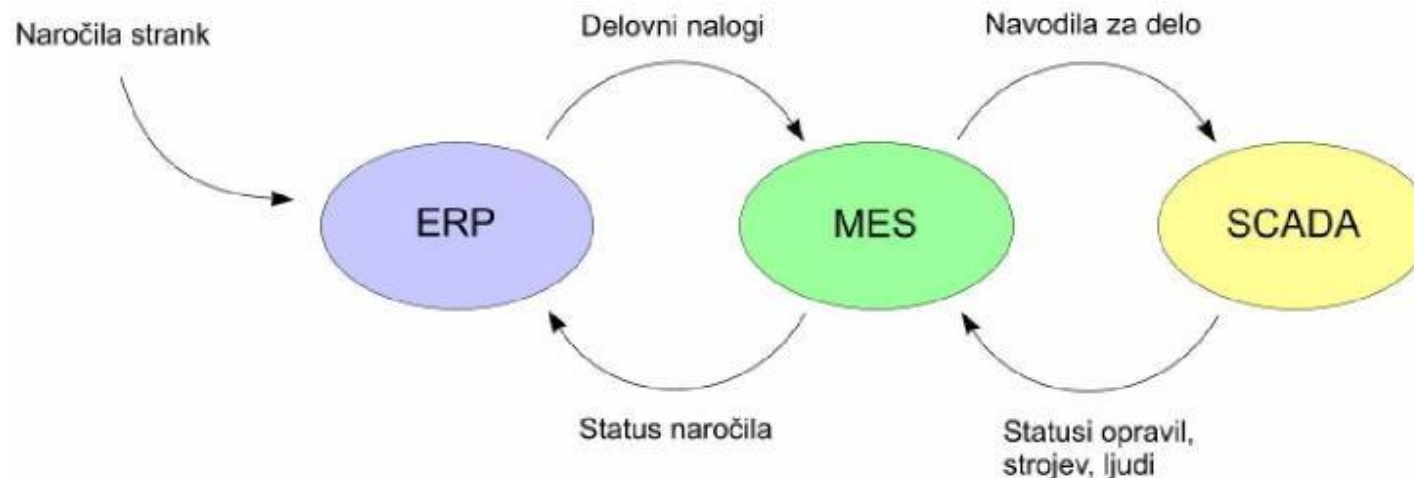 Naročila strank
Delovni nalogi
Navodila za delo
ERP
MES
SCADA
Status naročila
Statusi opravil,
strojev, ljudi